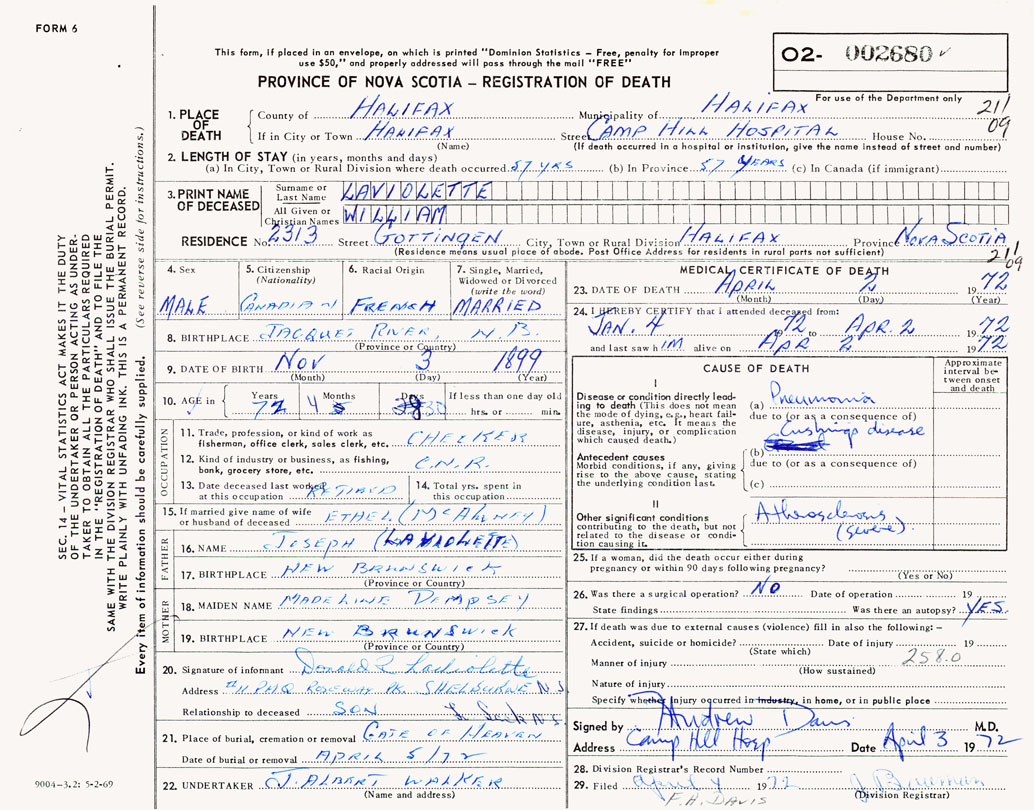 FORM 6
This form, if placed in an envelope, on which is printed "Dominion Statistics – Free, penalty for improper
use $50," and properly addressed will pass through the mail "FREE"
O2- 002680
PROVINCE OF NOVA SCOTIA – REGISTRATION OF DEATH
For use of the Department only
211
09
1. PLACE OF DEATH
County of HALIFAX Municipality of HALIFAX
If in City or Town HALIFAX Street CAMP HILL HOSPITAL House No.
(Name) (If death occurred in a hospital or institution, give the name instead of street and number)
2. LENGTH OF STAY (in years, months and days)
(a) In City, Town or Rural Division where death occurred 57 YRS (b) In Province 57 YEARS (c) In Canada (if immigrant)
3. PRINT NAME OF DECEASED
Surname or Last Name LAVIOLETTE
All Given or Christian Names WILLIAM
RESIDENCE No. 2313 Street GOTTINGEN City, Town or Rural Division HALIFAX Province NOVA SCOTIA
(Residence means usual place of abode. Post Office Address for residents in rural parts not sufficient)
211
09
4. Sex MALE
5. Citizenship (Nationality) CANADIAN
6. Racial Origin FRENCH
7. Single, Married, Widowed or Divorced (write the word) MARRIED
8. BIRTHPLACE JACQUET RIVER, N.B.
(Province or Country)
9. DATE OF BIRTH NOV 3 1899
(Month) (Day) (Year)
10. AGE in Years 72 Months 4 Days 30 If less than one day old hrs. or min.
OCCUPATION
11. Trade, profession, or kind of work as fisherman, office clerk, sales clerk, etc. CHECKER
12. Kind of industry or business, as fishing, bank, grocery store, etc. C.N.R.
13. Date deceased last worked at this occupation RETIRED
14. Total yrs. spent in this occupation
15. If married give name of wife or husband of deceased ETHEL
FATHER
16. NAME JOSEPH (LAVIOLETTE)
17. BIRTHPLACE NEW BRUNSWICK
(Province or Country)
MOTHER
18. MAIDEN NAME MADELINE DEMPSEY
19. BIRTHPLACE NEW BRUNSWICK
(Province or Country)
20. Signature of informant Donald Laviolette
Address PMQ SHELBURNE N.S.
Relationship to deceased SON
21. Place of burial, cremation or removal GATE OF HEAVEN
Date of burial or removal APRIL 5/72
22. UNDERTAKER J. ALBERT WALKER
(Name and address)
MEDICAL CERTIFICATE OF DEATH
23. DATE OF DEATH APRIL 2 1972
(Month) (Day) (Year)
24. I HEREBY CERTIFY that I attended deceased from:
JAN. 4 1972 to APR. 2 1972
and last saw h IM alive on APR 2 1972
CAUSE OF DEATH
Approximate interval between onset and death
I
Disease or condition directly leading to death (This does not mean the mode of dying, e.g., heart failure, asthenia, etc. It means the disease, injury, or complication which caused death.)
(a) Pneumonia
due to (or as a consequence of)
Cushings disease
Antecedent causes
Morbid conditions, if any, giving rise to the above cause, stating the underlying condition last.
(b)
due to (or as a consequence of)
(c)
II
Other significant conditions contributing to the death, but not related to the disease or condition causing it.
Atherosclerosis
(severe).
25. If a woman, did the death occur either during
pregnancy or within 90 days following pregnancy?
(Yes or No)
26. Was there a surgical operation? NO Date of operation 19
State findings Was there an autopsy? YES
27. If death was due to external causes (violence) fill in also the following: –
Accident, suicide or homicide? Date of injury 19
(State which)
258.0
Manner of injury
(How sustained)
Nature of injury
Specify whether injury occurred in industry, in home, or in public place
Signed by Andrew Davis M.D.
Address Camp Hill Hosp Date April 3 1972
28. Division Registrar's Record Number
29. Filed April 4 1972
(Division Registrar)
F.A. DAVIS
SEC. 14 – VITAL STATISTICS ACT MAKES IT THE DUTY
OF THE UNDERTAKER OR PERSON ACTING AS UNDER-
TAKER TO OBTAIN ALL THE PARTICULARS REQUIRED
IN THE "REGISTRATION OF DEATH" AND TO FILE THE
SAME WITH THE DIVISION REGISTRAR WHO SHALL ISSUE THE BURIAL PERMIT.
WRITE PLAINLY WITH UNFADING INK. THIS IS A PERMANENT RECORD.
Every item of information should be carefully supplied. (See reverse side for instructions.)
9004-3.2: 5-2-69